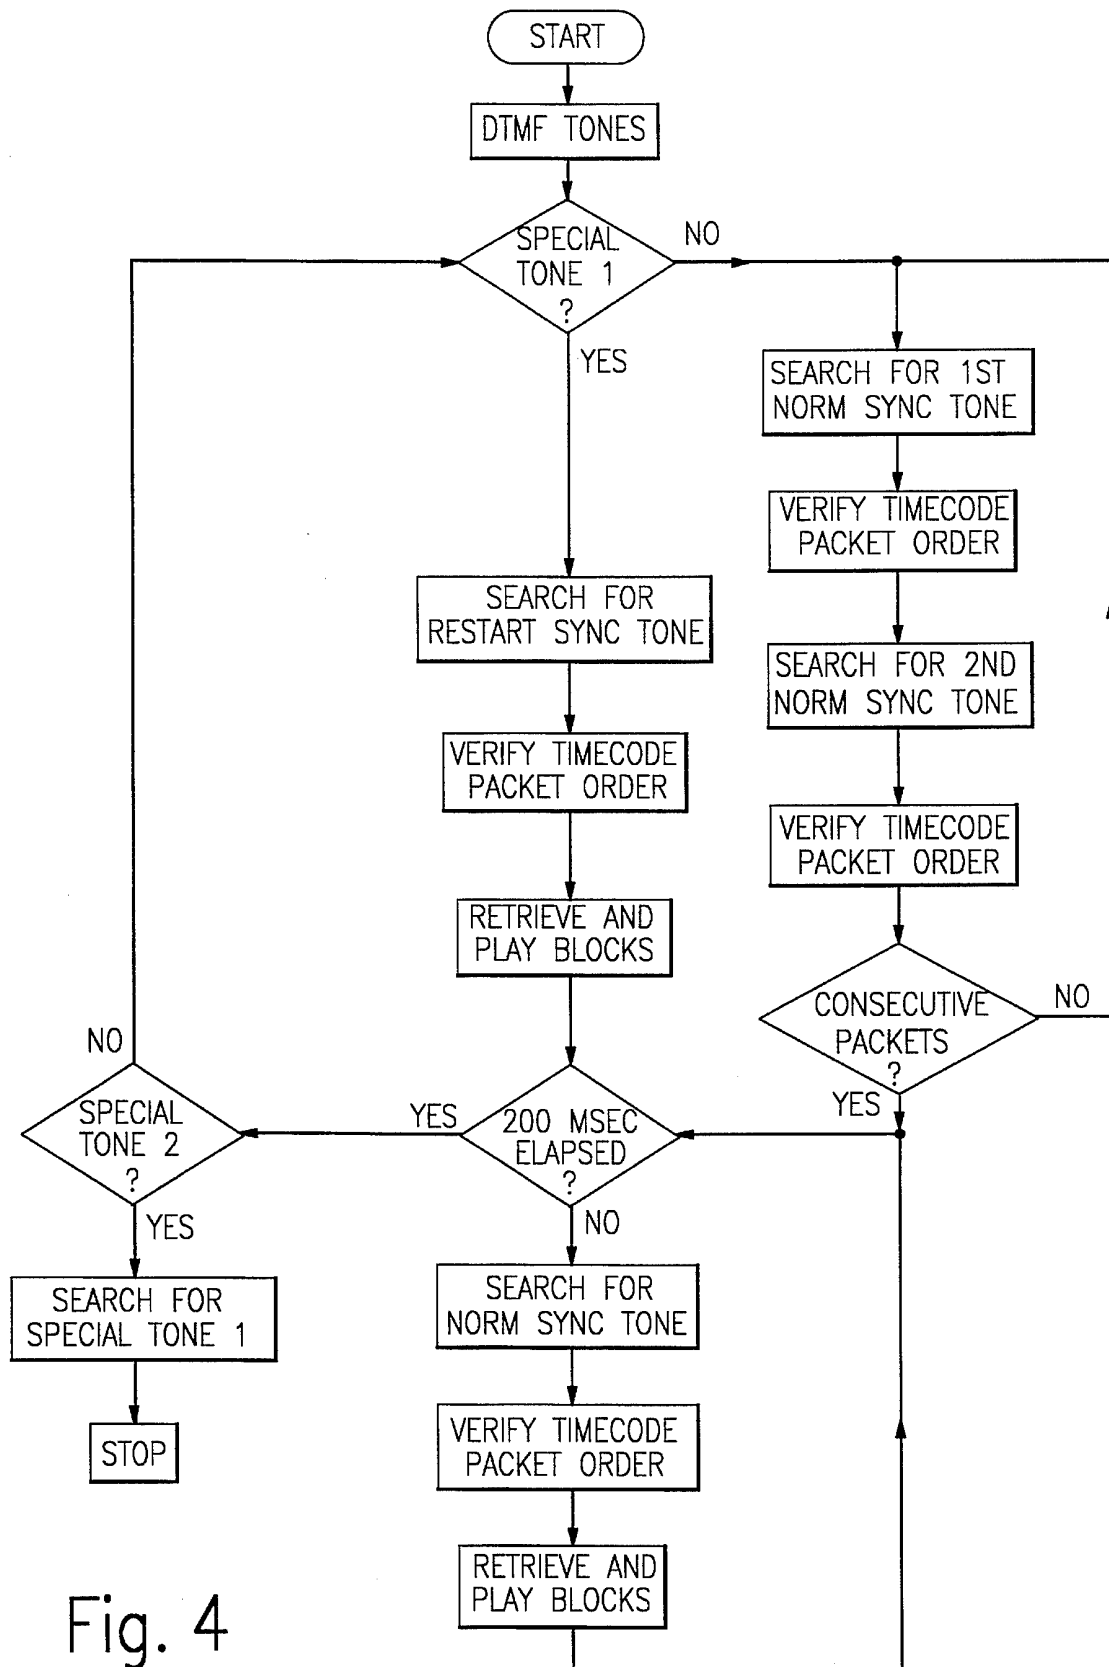 START
DTMF TONES
SPECIAL
TONE 1
?
NO
YES
SEARCH FOR 1ST
NORM SYNC TONE
VERIFY TIMECODE
PACKET ORDER
SEARCH FOR
RESTART SYNC TONE
SEARCH FOR 2ND
NORM SYNC TONE
VERIFY TIMECODE
PACKET ORDER
VERIFY TIMECODE
PACKET ORDER
RETRIEVE AND
PLAY BLOCKS
CONSECUTIVE
PACKETS
?
NO
YES
NO
SPECIAL
TONE 2
?
YES
YES
200 MSEC
ELAPSED
?
NO
SEARCH FOR
SPECIAL TONE 1
SEARCH FOR
NORM SYNC TONE
STOP
VERIFY TIMECODE
PACKET ORDER
RETRIEVE AND
PLAY BLOCKS
Fig. 4